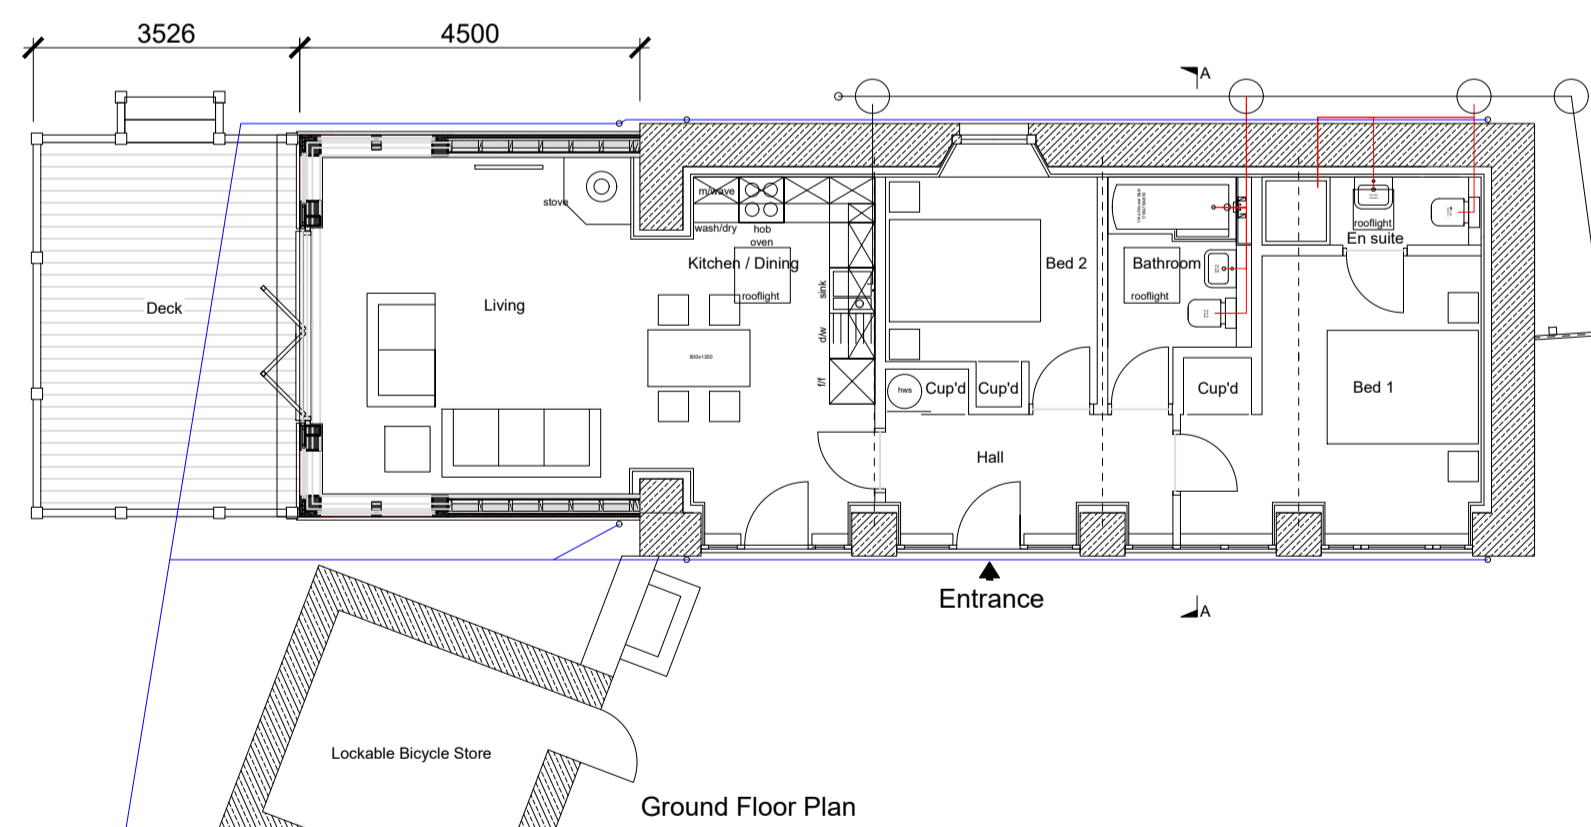 3526
4500
A
m/wave
stove
wash/dry
hob
oven
Kitchen / Dining
rooflight
sink
d/w
f/f
800x1350
Living
Deck
Bed 2
Bathroom
rooflight
rooflight
En suite
hws
Cup'd
Cup'd
Cup'd
Bed 1
Hall
Entrance
A
Lockable Bicycle Store
Ground Floor Plan